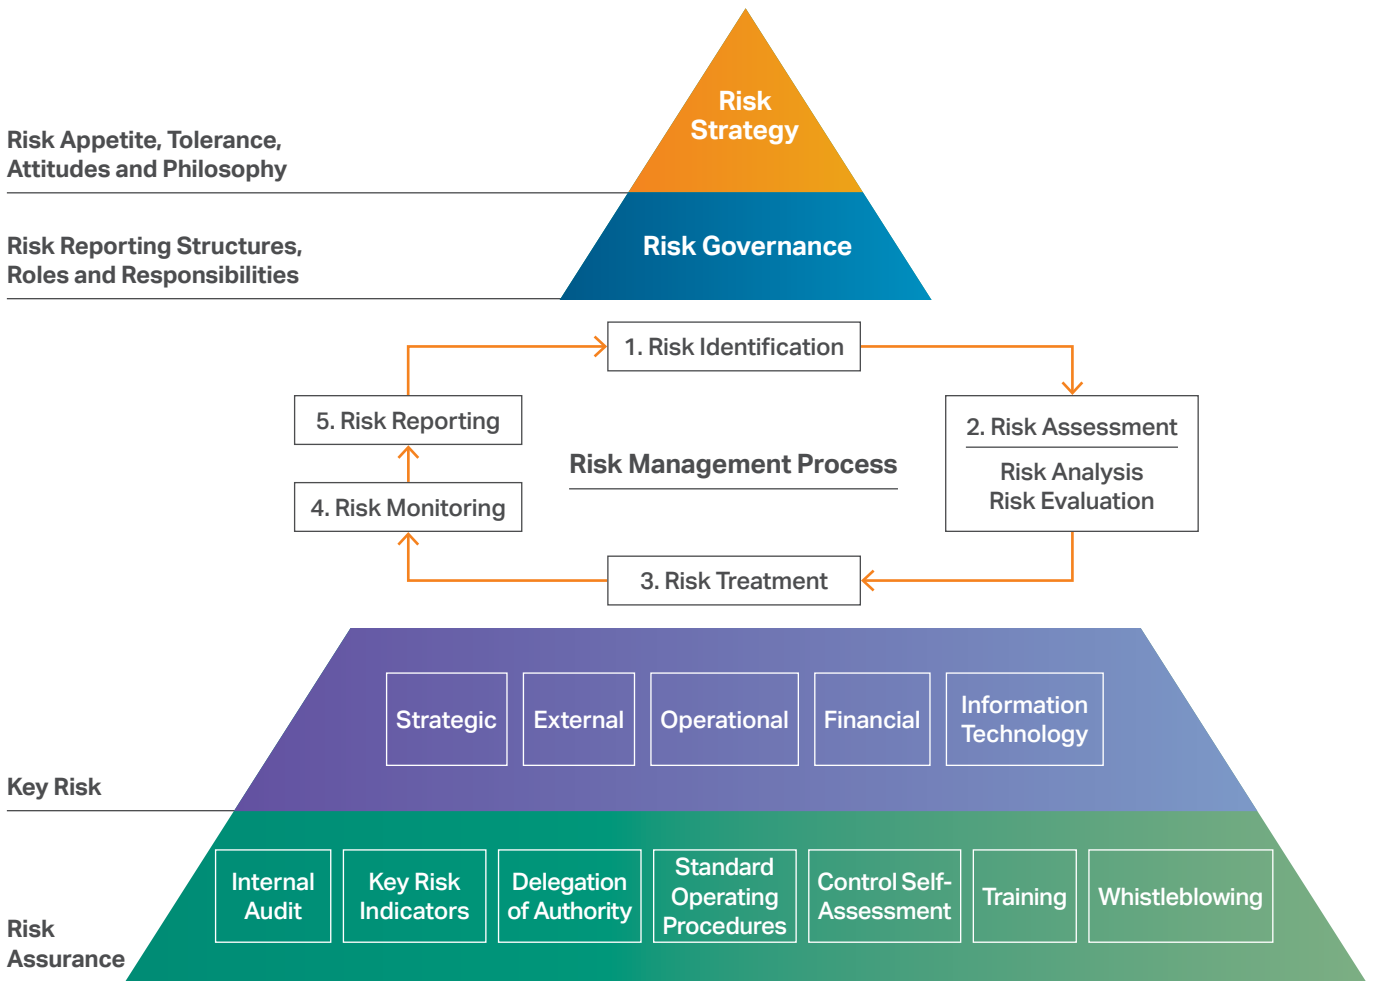 Risk
Strategy
Risk Appetite, Tolerance,
Attitudes and Philosophy
Risk Governance
Risk Reporting Structures,
Roles and Responsibilities
1. Risk Identification
5. Risk Reporting
2. Risk Assessment
Risk Analysis
Risk Evaluation
Risk Management Process
4. Risk Monitoring
3. Risk Treatment
Strategic
External
Operational
Financial
Information
Technology
Key Risk
Internal
Audit
Key Risk
Indicators
Delegation
of Authority
Standard
Operating
Procedures
Control Self-
Assessment
Training
Whistleblowing
Risk
Assurance